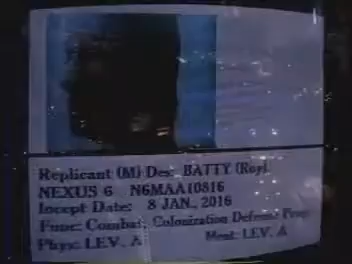 Replicant (M) Des: BATTY (Roy)
NEXUS 6 N6MAA10816
Incept Date: 8 JAN., 2016
Func: Combat, Colonization Defense Prog
Phys: LEV. A Ment: LEV. A